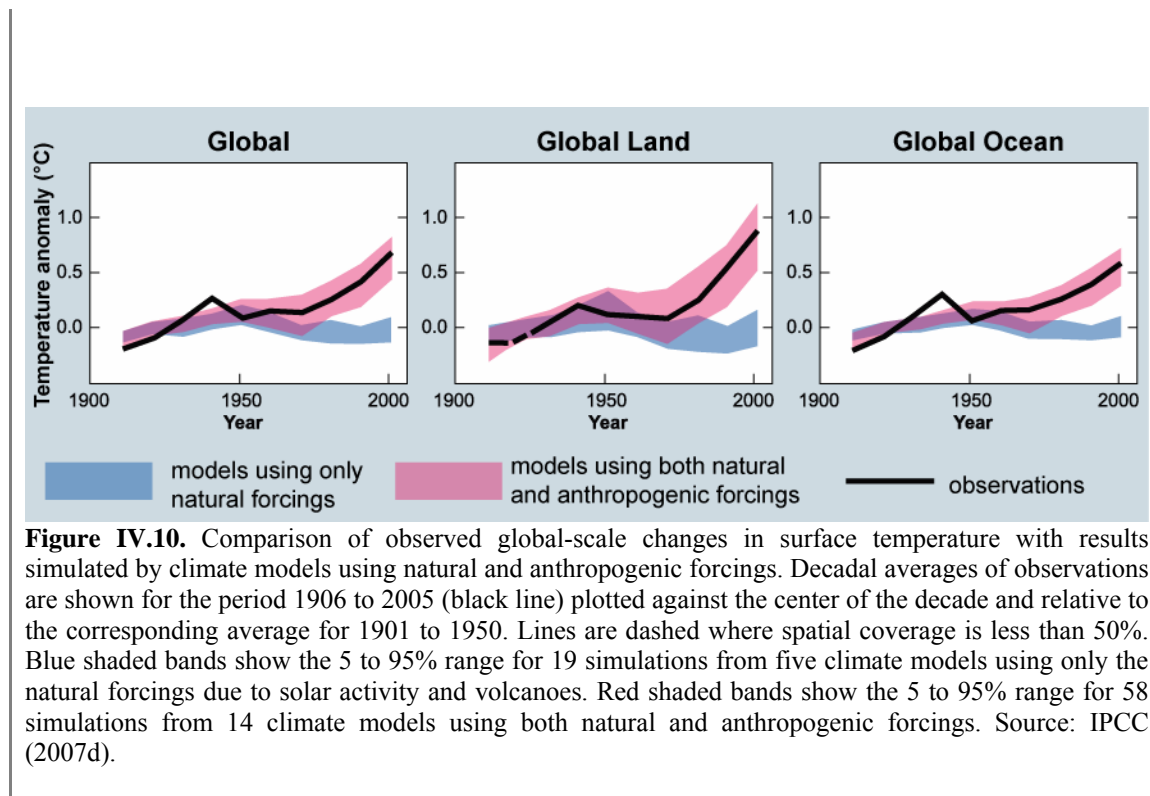 Global
Global Land
Global Ocean
Temperature anomaly (°C)
1.0
0.5
0.0
1900
1950
2000
Year
1.0
0.5
0.0
1900
1950
2000
Year
1.0
0.5
0.0
1900
1950
2000
Year
models using only
natural forcings
models using both natural
and anthropogenic forcings
observations
Figure IV.10. Comparison of observed global-scale changes in surface temperature with results
simulated by climate models using natural and anthropogenic forcings. Decadal averages of observations
are shown for the period 1906 to 2005 (black line) plotted against the center of the decade and relative to
the corresponding average for 1901 to 1950. Lines are dashed where spatial coverage is less than 50%.
Blue shaded bands show the 5 to 95% range for 19 simulations from five climate models using only the
natural forcings due to solar activity and volcanoes. Red shaded bands show the 5 to 95% range for 58
simulations from 14 climate models using both natural and anthropogenic forcings. Source: IPCC
(2007d).